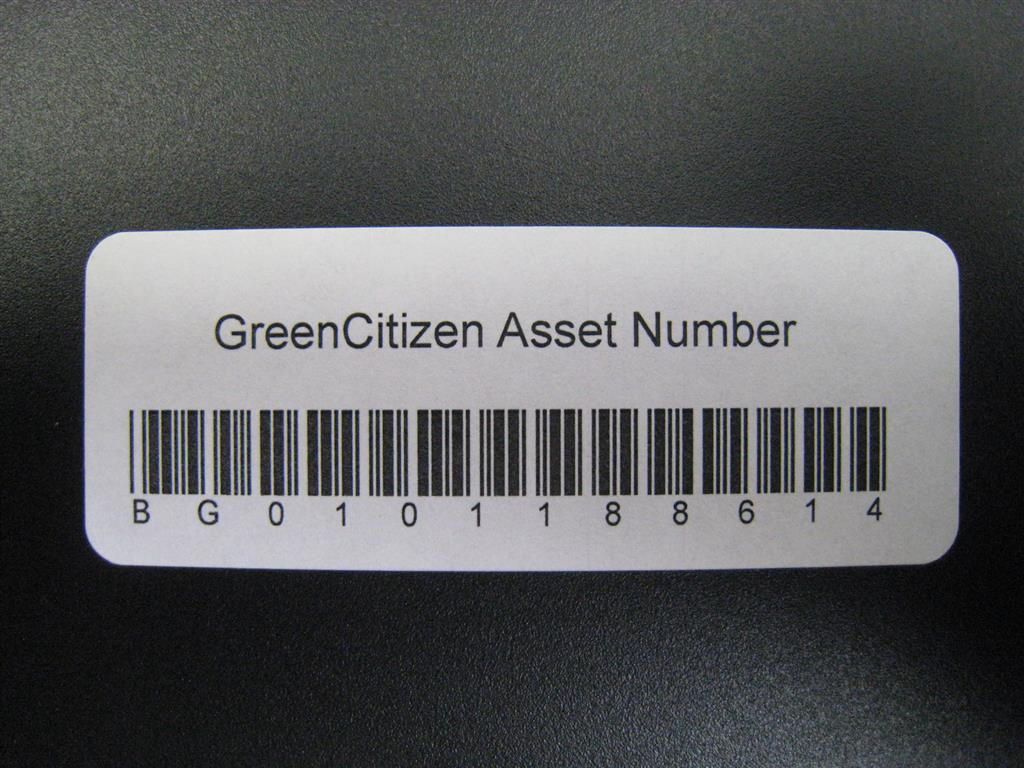 GreenCitizen Asset Number
B G 0 1 0 1 1 8 8 6 1 4